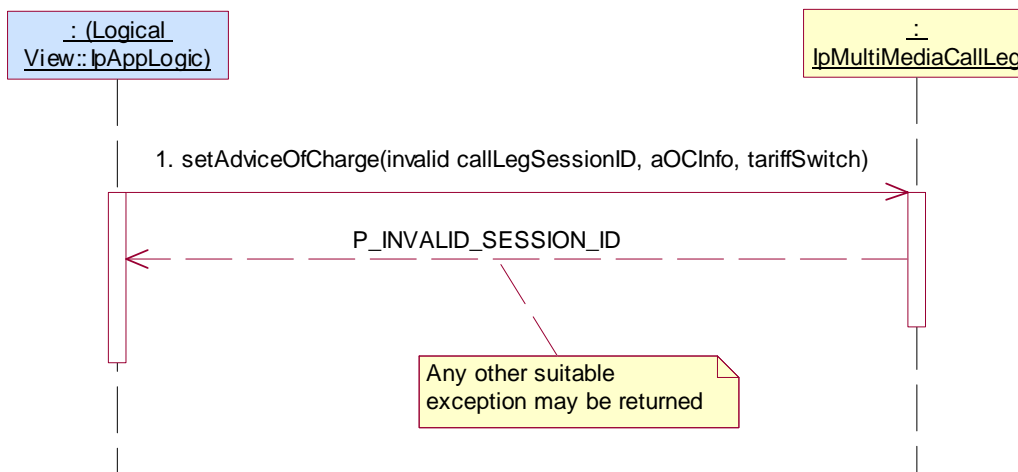 : (Logical
View::IpAppLogic)
:
IpMultiMediaCallLeg
1. setAdviceOfCharge(invalid callLegSessionID, aOCInfo, tariffSwitch)
P_INVALID_SESSION_ID
Any other suitable
exception may be returned